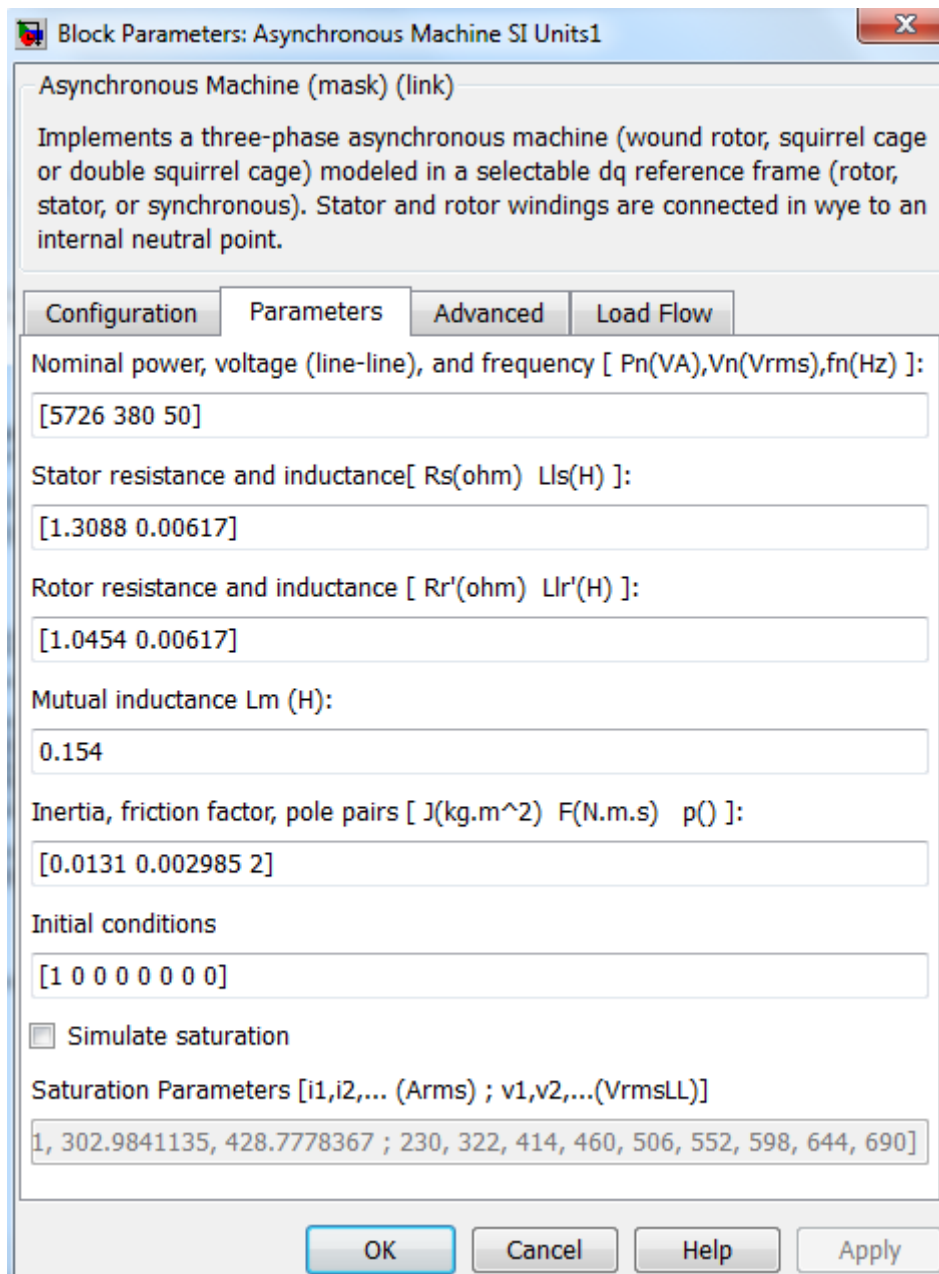 Block Parameters: Asynchronous Machine SI Units1
Asynchronous Machine (mask) (link)
Implements a three-phase asynchronous machine (wound rotor, squirrel cage
or double squirrel cage) modeled in a selectable dq reference frame (rotor,
stator, or synchronous). Stator and rotor windings are connected in wye to an
internal neutral point.
Configuration Parameters Advanced Load Flow
Nominal power, voltage (line-line), and frequency [ Pn(VA),Vn(Vrms),fn(Hz) ]:
[5726 380 50]
Stator resistance and inductance[ Rs(ohm) Lls(H) ]:
[1.3088 0.00617]
Rotor resistance and inductance [ Rr'(ohm) Llr'(H) ]:
[1.0454 0.00617]
Mutual inductance Lm (H):
0.154
Inertia, friction factor, pole pairs [ J(kg.m^2) F(N.m.s) p() ]:
[0.0131 0.002985 2]
Initial conditions
[1 0 0 0 0 0 0 0]
Simulate saturation
Saturation Parameters [i1,i2,... (Arms) ; v1,v2,...(VrmsLL)]
1, 302.9841135, 428.7778367 ; 230, 322, 414, 460, 506, 552, 598, 644, 690]
OK Cancel Help Apply